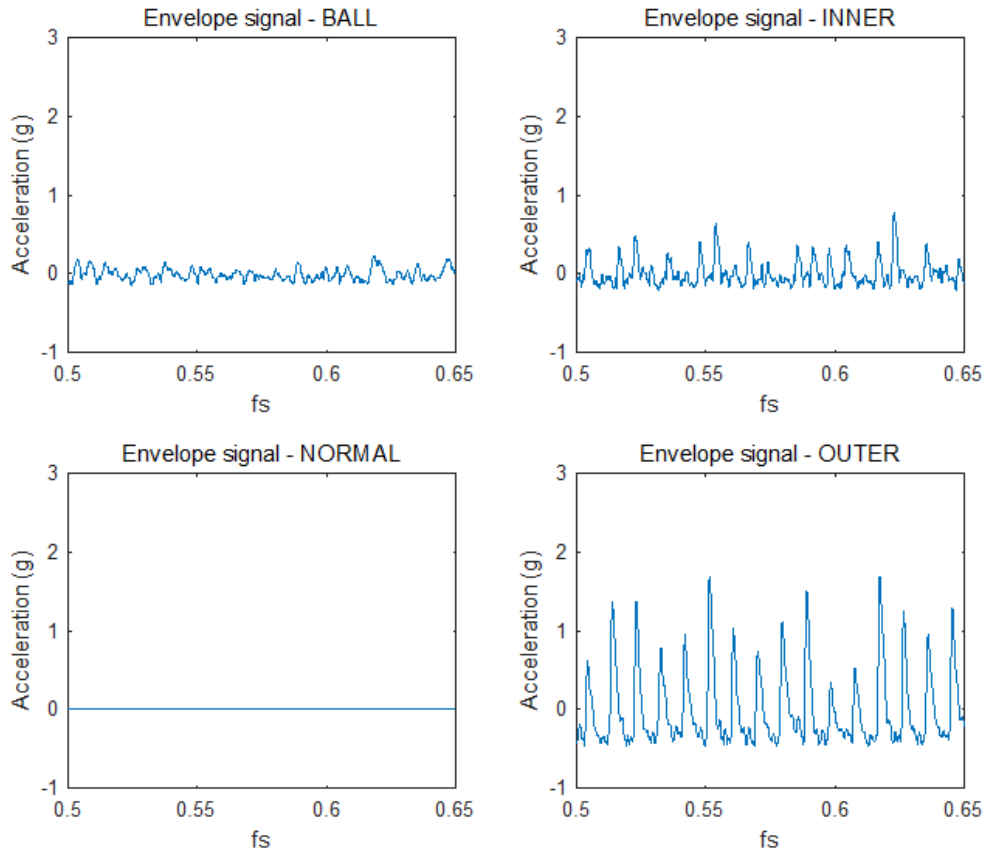 Envelope signal - BALL
3
2
1
0
-1
Acceleration (g)
0.5 0.55 0.6 0.65
fs
Envelope signal - INNER
3
2
1
0
-1
Acceleration (g)
0.5 0.55 0.6 0.65
fs
Envelope signal - NORMAL
3
2
1
0
-1
Acceleration (g)
0.5 0.55 0.6 0.65
fs
Envelope signal - OUTER
3
2
1
0
-1
Acceleration (g)
0.5 0.55 0.6 0.65
fs